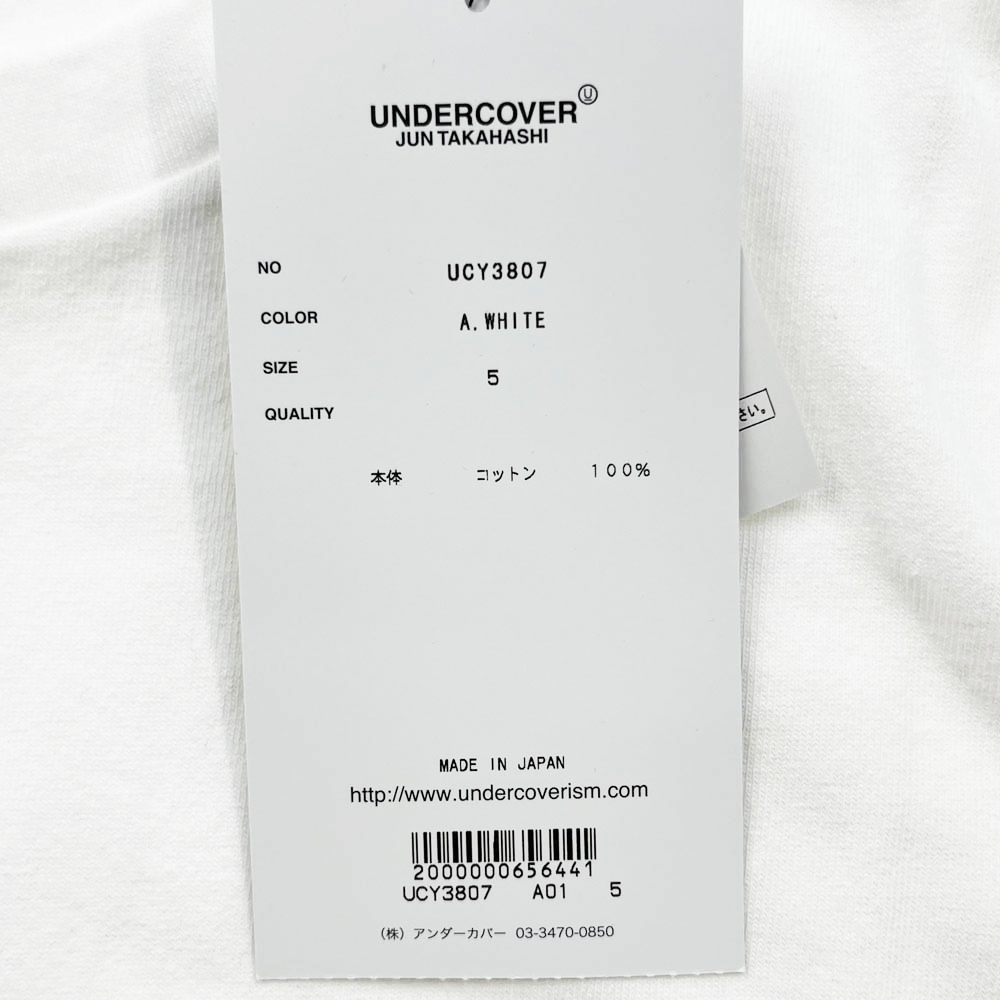 UNDERCOVER Ⓤ
JUN TAKAHASHI
NO UCY3807
COLOR A.WHITE
SIZE 5
QUALITY
さい。
本体 コットン 100%
MADE IN JAPAN
http://www.undercoverism.com
2000000656441
UCY3807 A01 5
(株) アンダーカバー 03-3470-0850